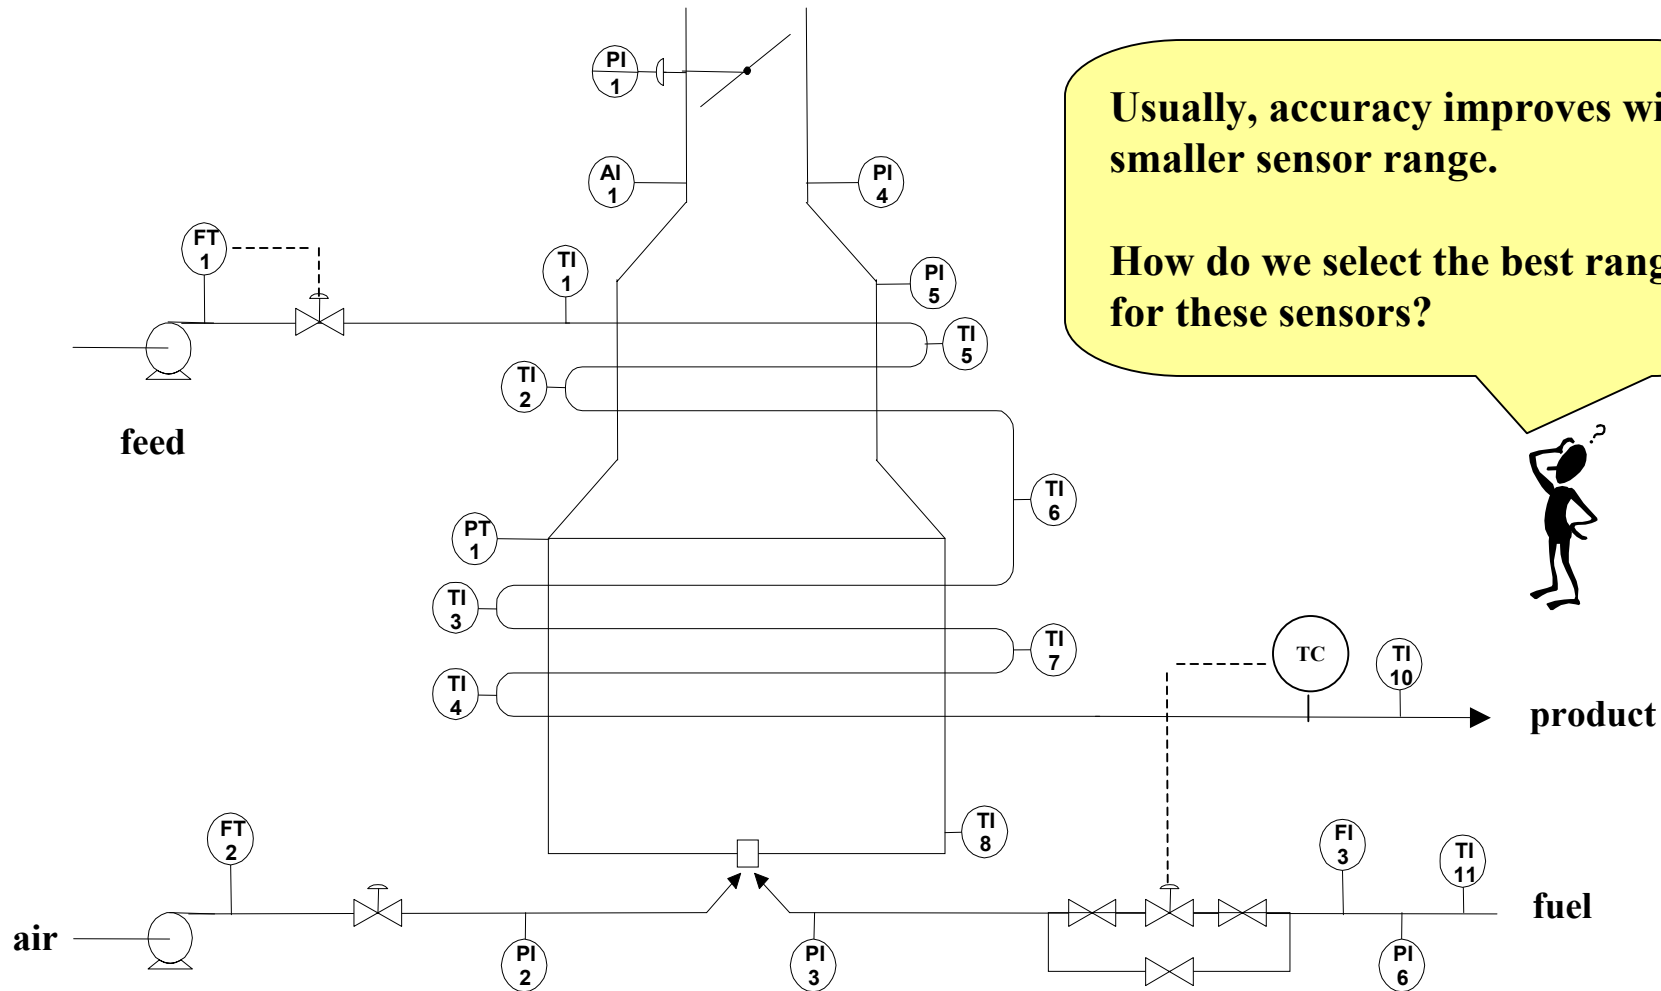 PI
1
Usually, accuracy improves
smaller sensor range.
How do we select the best
for these sensors?
AI
1
PI
4
FT
1
TI
1
PI
5
TI
5
TI
2
feed
?
TI
6
PT
1
TI
3
TI
7
TC
TI
10
TI
4
product
FT
2
TI
8
FI
3
TI
11
fuel
air
PI
2
PI
3
PI
6